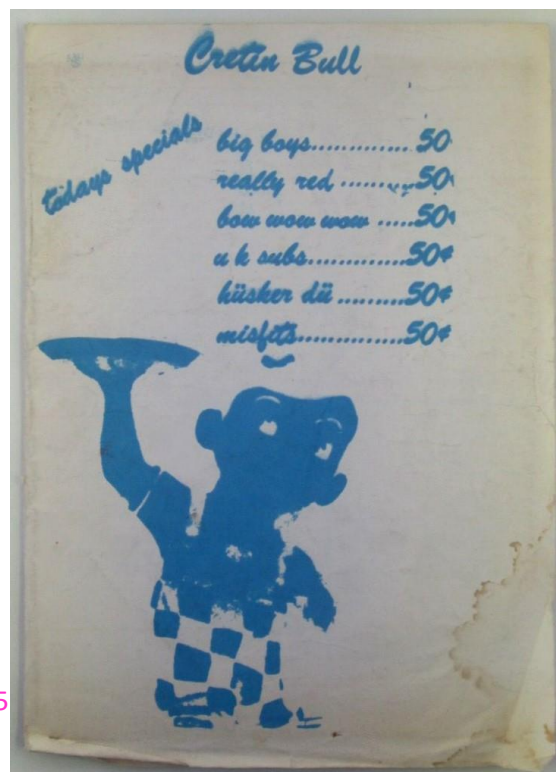 Cretin Bull
todays specials
big boys............. 50
really red ..........50¢
bow wow wow .....50¢
u k subs.............50¢
hüsker dü .........50¢
misfits...............50¢
5